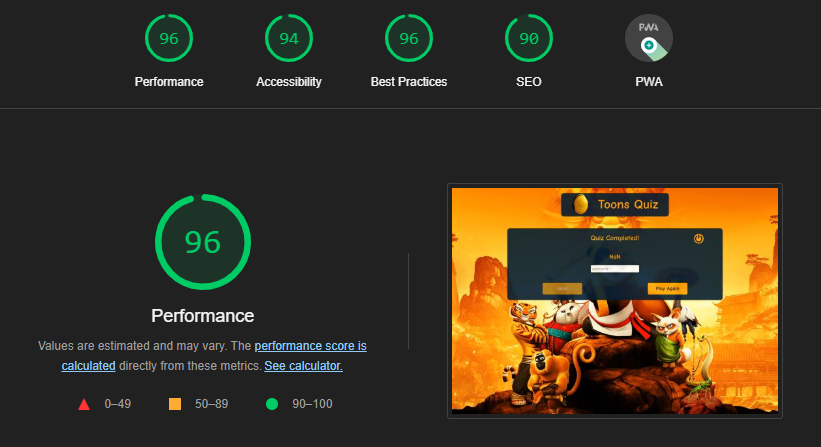 96
94
96
90
PWA
Performance
Accessibility
Best Practices
SEO
PWA
96
Performance
Values are estimated and may vary. The performance score is
calculated directly from these metrics. See calculator.
0–49
50–89
90–100
Toons Quiz
Quiz Completed!
NaN
Play Again